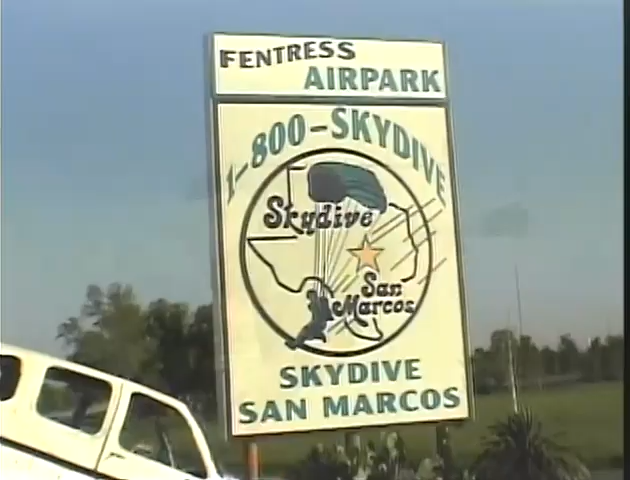 FENTRESS
AIRPARK
1-800-SKYDIVE
Skydive
San
Marcos
SKYDIVE
SAN MARCOS